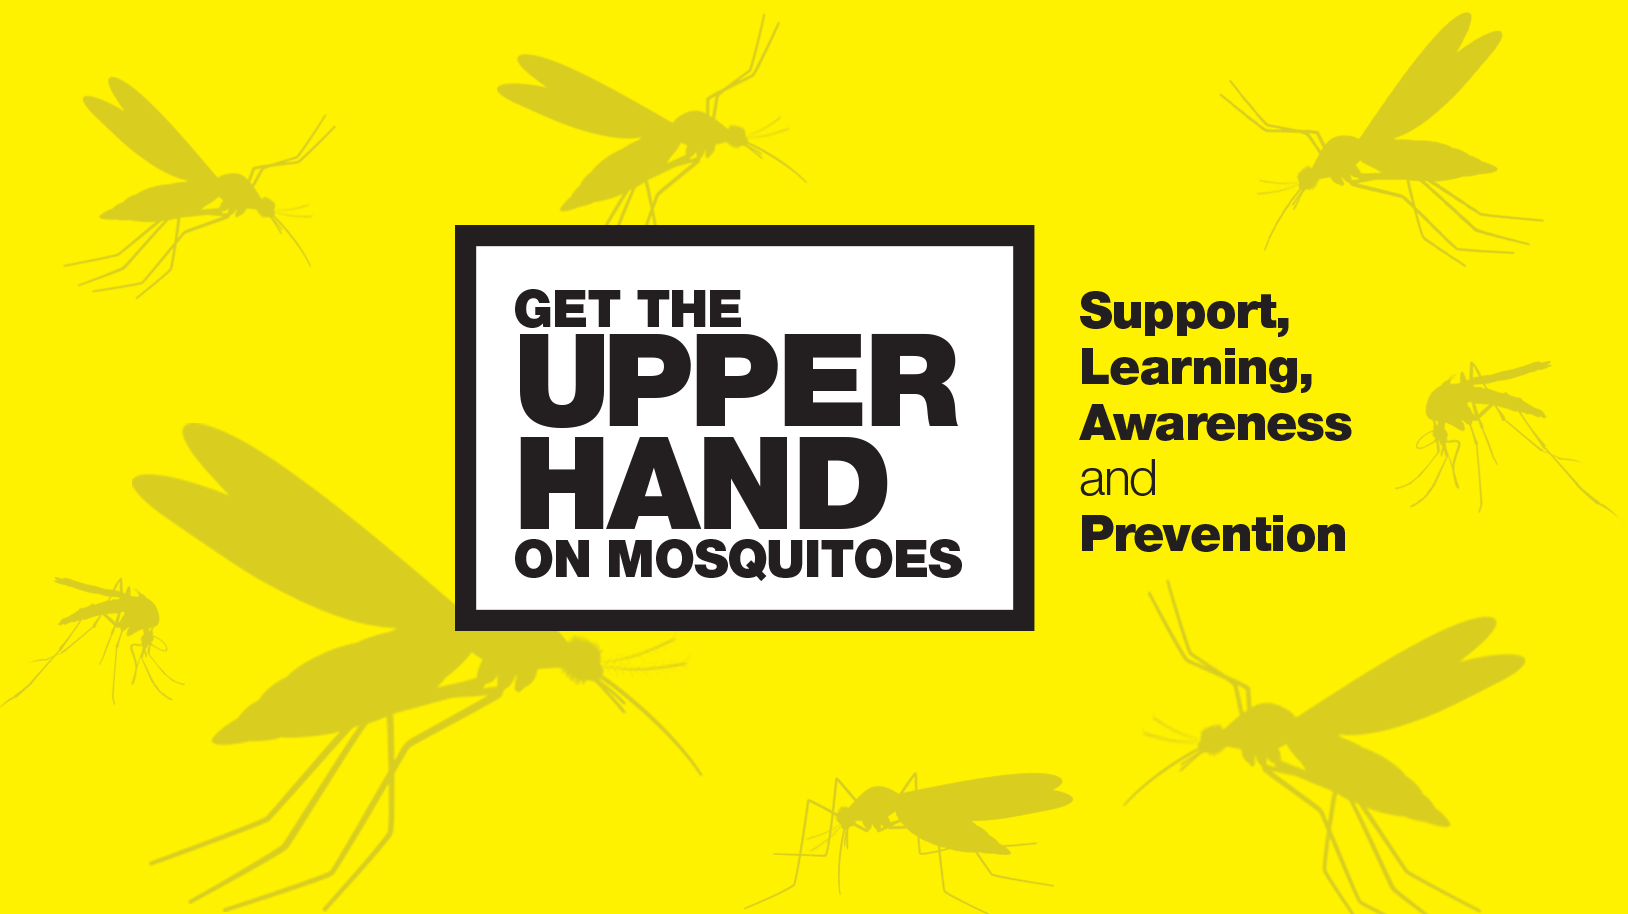 GET THE
UPPER
HAND
ON MOSQUITOES
Support,
Learning,
Awareness
and
Prevention